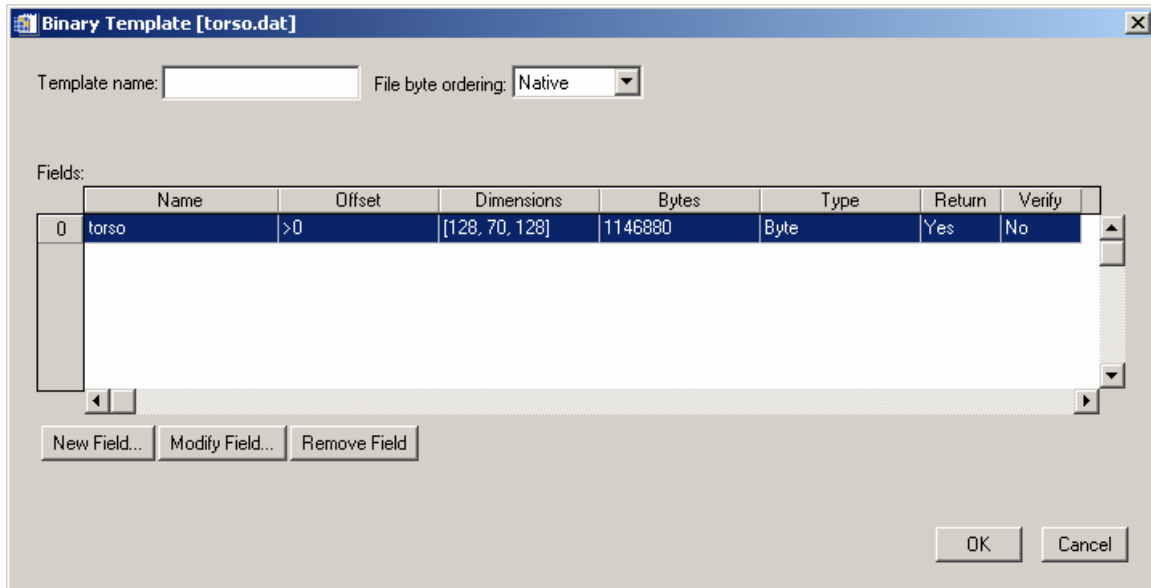 Binary Template [torso.dat]
Template name: File byte ordering: Native
Fields:
Name Offset Dimensions Bytes Type Return Verify
0 torso >0 [128, 70, 128] 1146880 Byte Yes No
New Field... Modify Field... Remove Field
OK Cancel